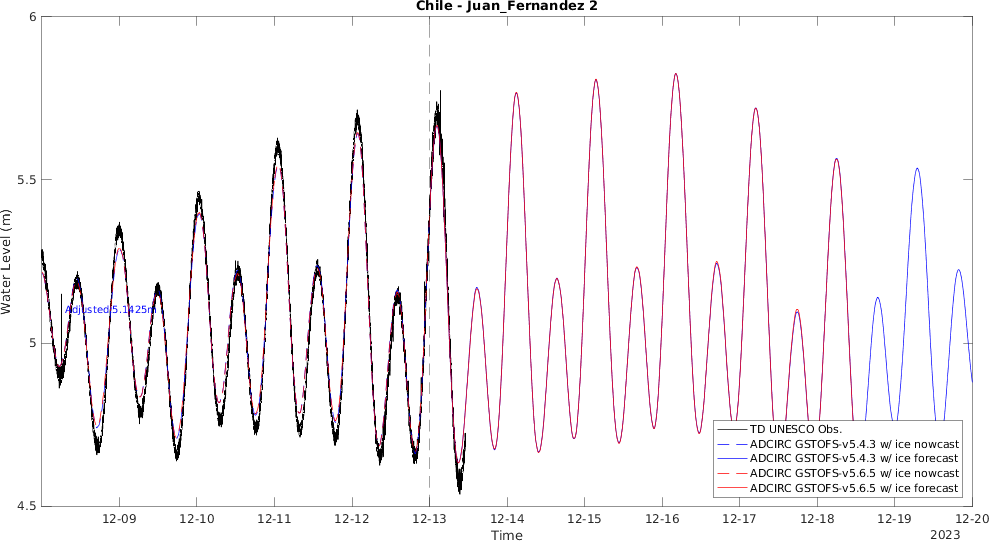 Chile - Juan_Fernandez 2
Water Level (m)
6
5.5
5
4.5
Adjusted 5.1425m
TD UNESCO Obs.
ADCIRC GSTOFS-v5.4.3 w/ ice nowcast
ADCIRC GSTOFS-v5.4.3 w/ ice forecast
ADCIRC GSTOFS-v5.6.5 w/ ice nowcast
ADCIRC GSTOFS-v5.6.5 w/ ice forecast
12-09 12-10 12-11 12-12 12-13 12-14 12-15 12-16 12-17 12-18 12-19 12-20
Time
2023